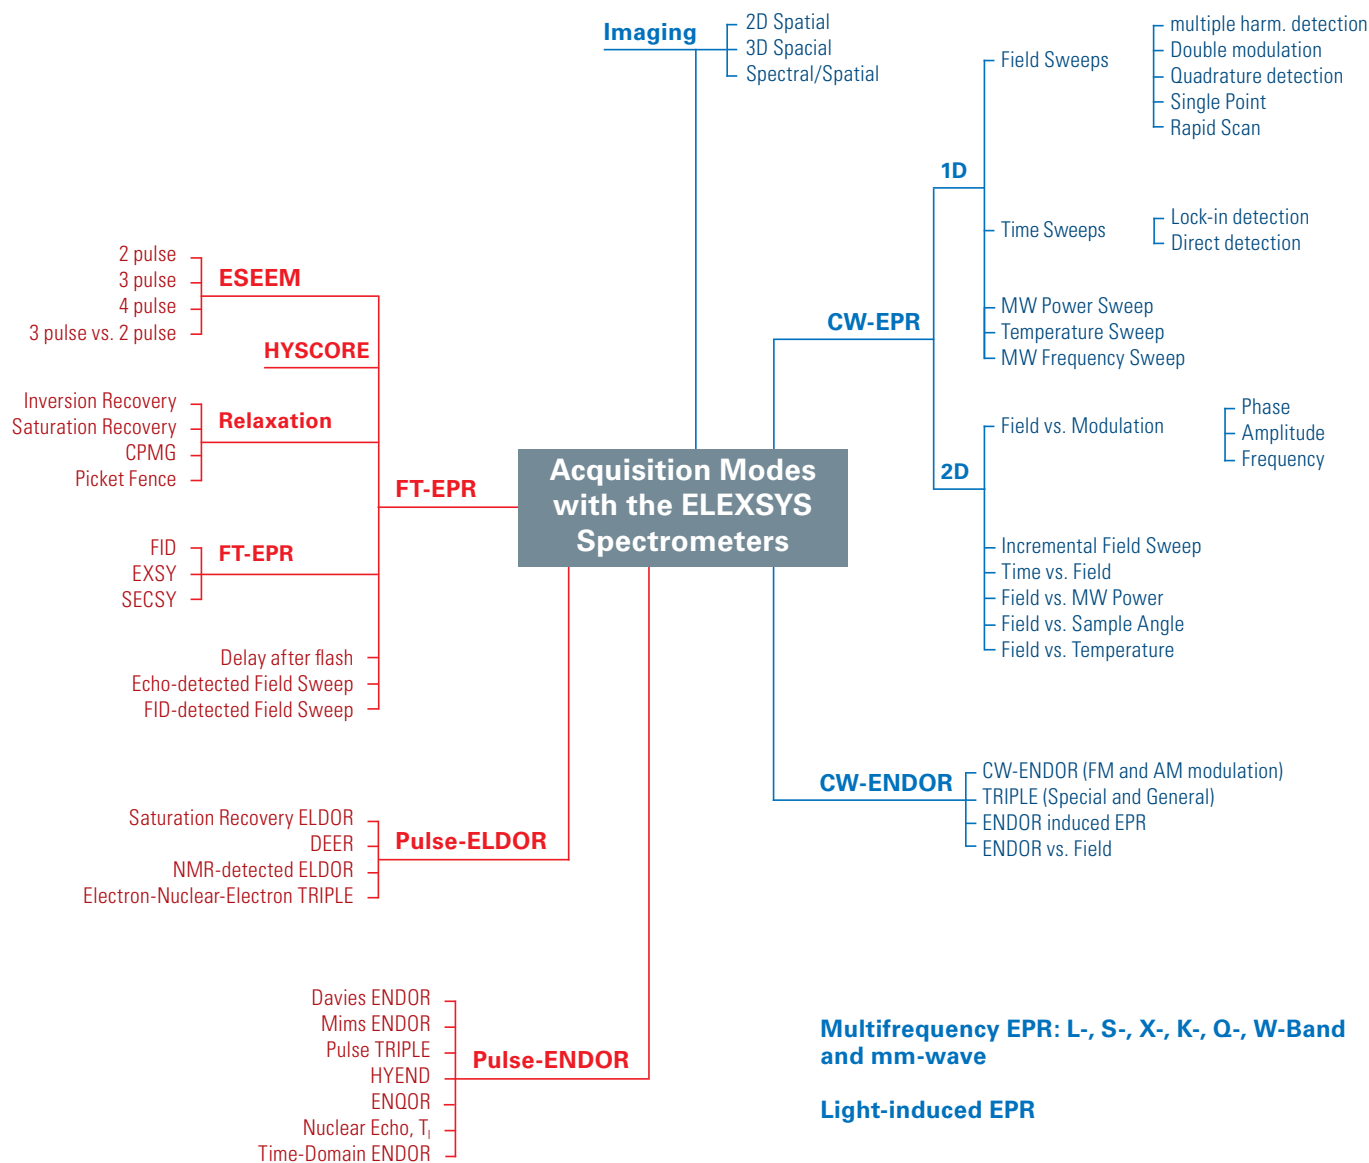 Imaging
2D Spatial
3D Spacial
Spectral/Spatial
multiple harm. detection
Double modulation
Quadrature detection
Single Point
Rapid Scan
Field Sweeps
1D
Time Sweeps
Lock-in detection
Direct detection
MW Power Sweep
Temperature Sweep
MW Frequency Sweep
CW-EPR
Field vs. Modulation
Phase
Amplitude
Frequency
2D
Incremental Field Sweep
Time vs. Field
Field vs. MW Power
Field vs. Sample Angle
Field vs. Temperature
2 pulse
3 pulse
4 pulse
3 pulse vs. 2 pulse
ESEEM
HYSCORE
Inversion Recovery
Saturation Recovery
CPMG
Picket Fence
Relaxation
FT-EPR
FID
EXSY
SECSY
FT-EPR
Delay after flash
Echo-detected Field Sweep
FID-detected Field Sweep
Acquisition Modes
with the ELEXSYS
Spectrometers
CW-ENDOR
CW-ENDOR (FM and AM modulation)
TRIPLE (Special and General)
ENDOR induced EPR
ENDOR vs. Field
Saturation Recovery ELDOR
DEER
NMR-detected ELDOR
Electron-Nuclear-Electron TRIPLE
Pulse-ELDOR
Davies ENDOR
Mims ENDOR
Pulse TRIPLE
HYEND
ENQOR
Nuclear Echo, T<sub>I</sub>
Time-Domain ENDOR
Pulse-ENDOR
Multifrequency EPR: L-, S-, X-, K-, Q-, W-Band
and mm-wave
Light-induced EPR